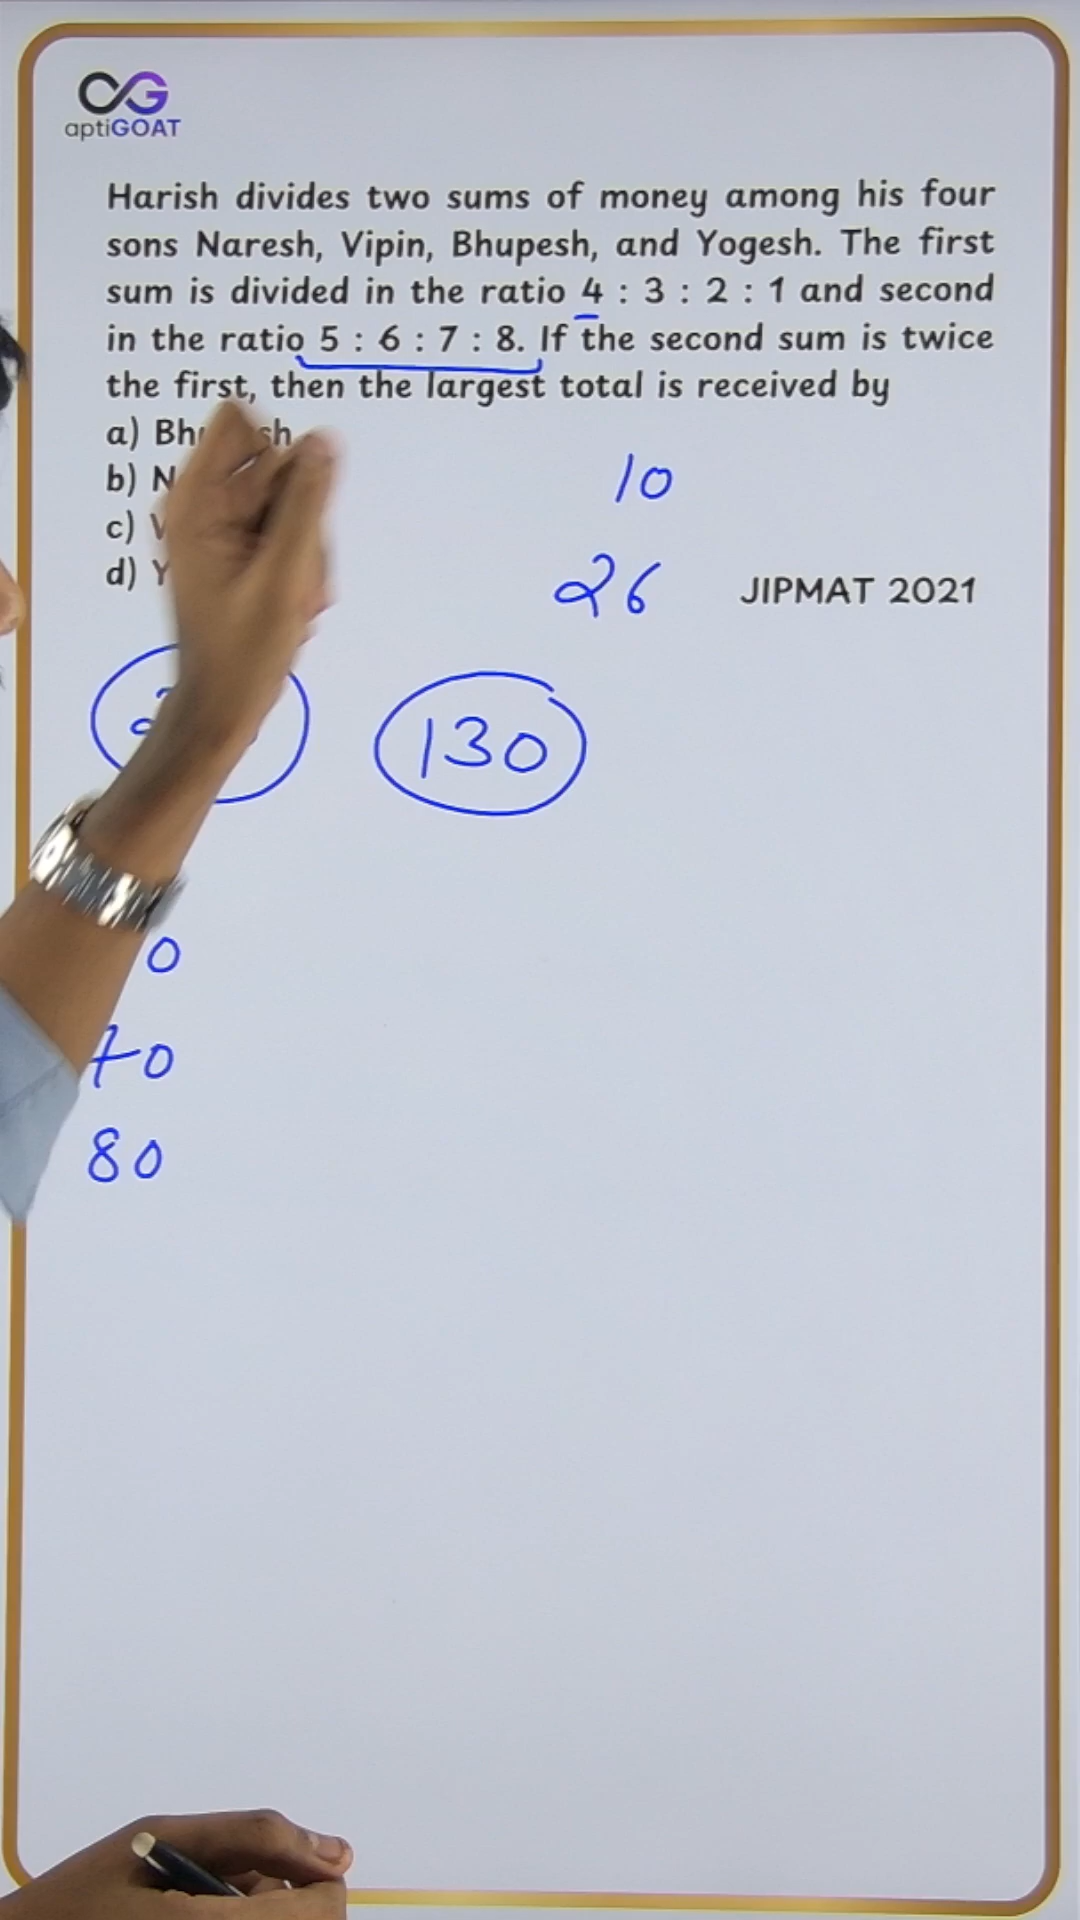 aptiGOAT
Harish divides two sums of money among his four
sons Naresh, Vipin, Bhupesh, and Yogesh. The first
sum is divided in the ratio 4 : 3 : 2 : 1 and second
in the ratio 5 : 6 : 7 : 8. If the second sum is twice
the first, then the largest total is received by
a)
b)
c)
d)
10
26
JIPMAT 2021
130
70
80